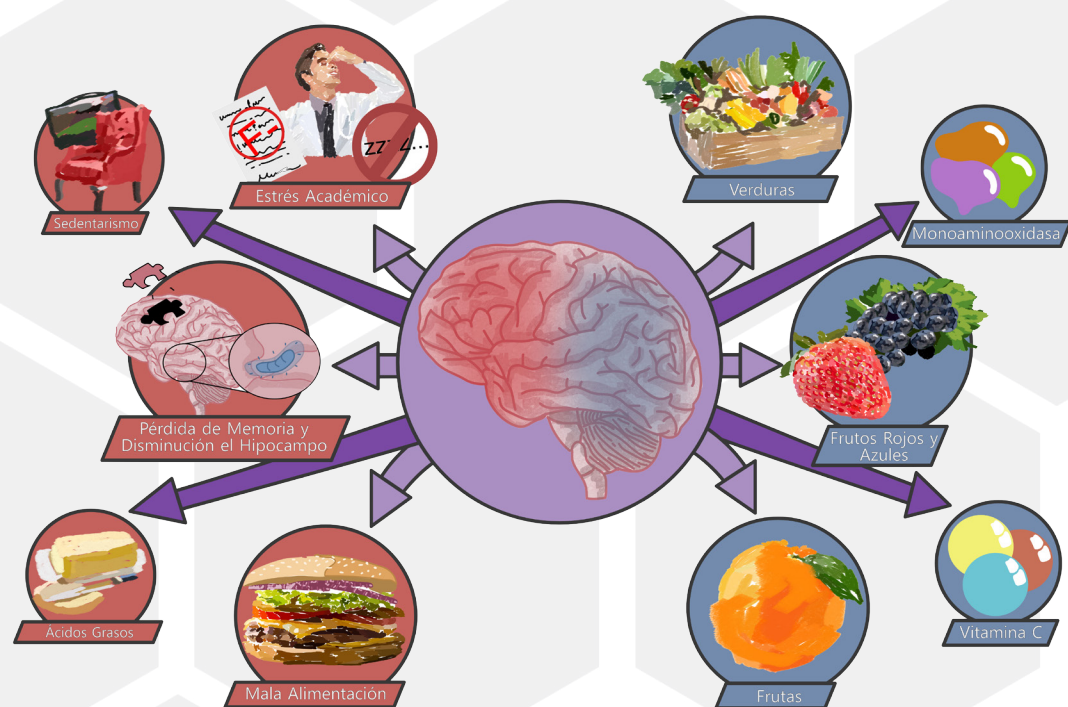 Estrés Académico
zz
Verduras
Sedentarismo
Monoaminooxidasa
Pérdida de Memoria y
Disminución el Hipocampo
Frutos Rojos y
Azules
Ácidos Grasos
Vitamina C
Mala Alimentación
Frutas